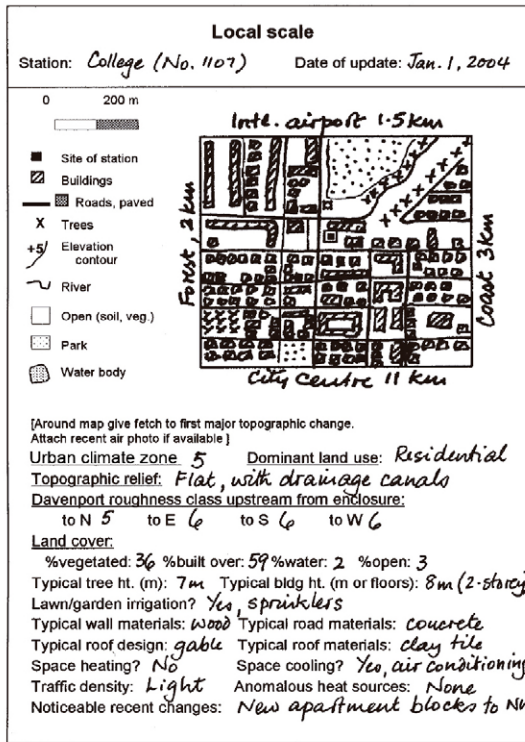 Local scale
Station: College (No. 1107) Date of update: Jan. 1, 2004
0 200 m
Intl. airport 1.5 km
Site of station
Buildings
Roads, paved
X Trees
+5 Elevation contour
River
Open (soil, veg.)
Park
Water body
Forest, 2 km
Coast 3 km
City Centre 11 km
[Around map give fetch to first major topographic change.
Attach recent air photo if available ]
Urban climate zone 5 Dominant land use: Residential
Topographic relief: Flat, with drainage canals
Davenport roughness class upstream from enclosure:
to N 5 to E 6 to S 6 to W 6
Land cover:
%vegetated: 36 %built over: 59 %water: 2 %open: 3
Typical tree ht. (m): 7m Typical bldg ht. (m or floors): 8m (2-storey)
Lawn/garden irrigation? Yes, sprinklers
Typical wall materials: wood Typical road materials: concrete
Typical roof design: gable Typical roof materials: clay tile
Space heating? No Space cooling? Yes, air conditioning
Traffic density: Light Anomalous heat sources: None
Noticeable recent changes: New apartment blocks to NW